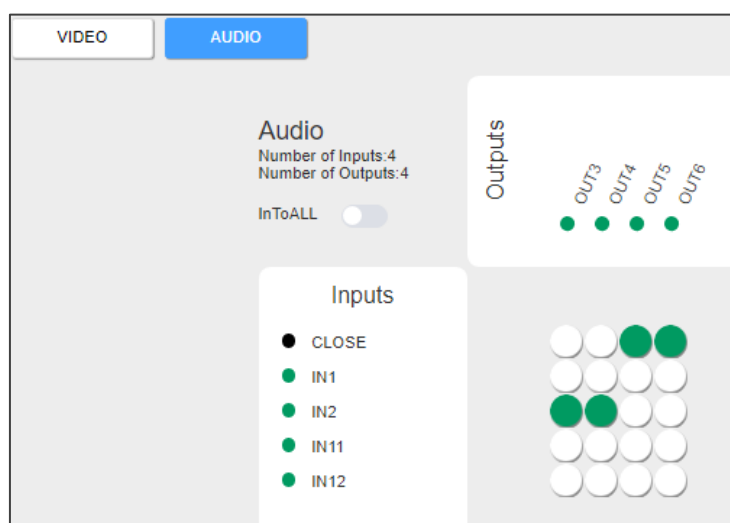 VIDEO
AUDIO
Audio
Number of Inputs:4
Number of Outputs:4
InToALL
Outputs
OUT3
OUT4
OUT5
OUT6
Inputs
CLOSE
IN1
IN2
IN11
IN12